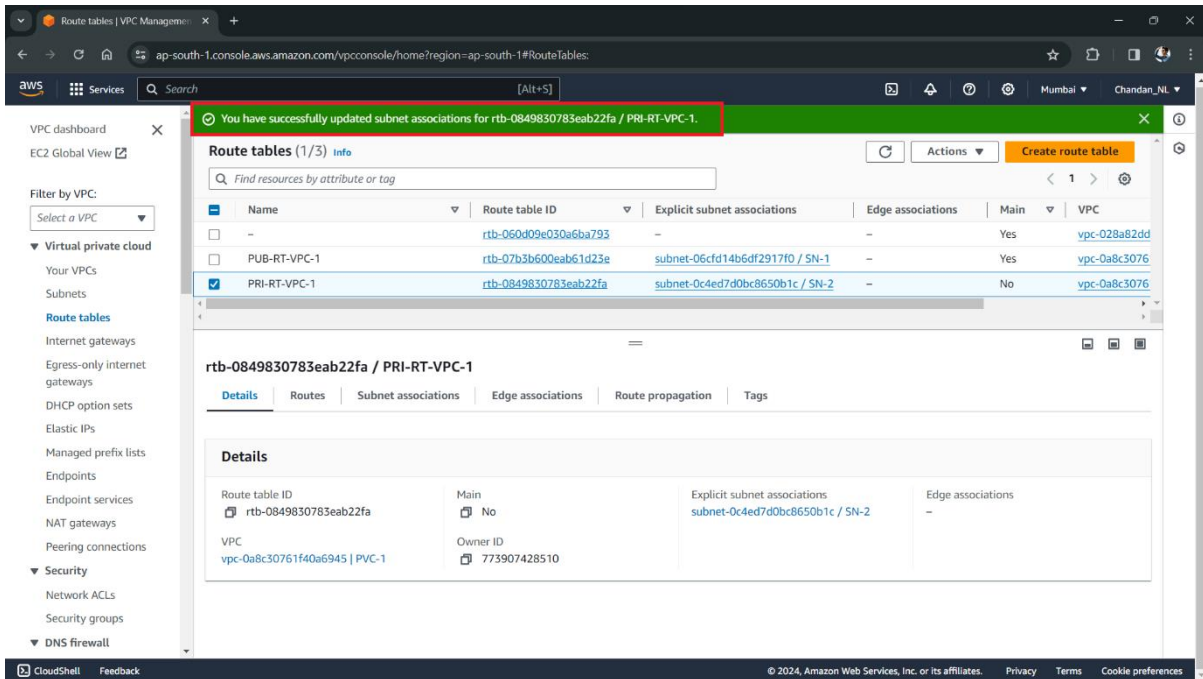 Route tables | VPC Managemen
ap-south-1.console.aws.amazon.com/vpcconsole/home?region=ap-south-1#RouteTables:
aws Services Search [Alt+S] Mumbai Chandan_NL
VPC dashboard
EC2 Global View
Filter by VPC:
Select a VPC
Virtual private cloud
Your VPCs
Subnets
Route tables
Internet gateways
Egress-only internet
gateways
DHCP option sets
Elastic IPs
Managed prefix lists
Endpoints
Endpoint services
NAT gateways
Peering connections
Security
Network ACLs
Security groups
DNS firewall
You have successfully updated subnet associations for rtb-0849830783eab22fa / PRI-RT-VPC-1.
Route tables (1/3) Info Actions Create route table
Find resources by attribute or tag 1
Name Route table ID Explicit subnet associations Edge associations Main VPC
– rtb-060d09e030a6ba793 – – Yes vpc-028a82dd
PUB-RT-VPC-1 rtb-07b3b600eab61d23e subnet-06cfd14b6df2917f0 / SN-1 – Yes vpc-0a8c3076
PRI-RT-VPC-1 rtb-0849830783eab22fa subnet-0c4ed7d0bc8650b1c / SN-2 – No vpc-0a8c3076
rtb-0849830783eab22fa / PRI-RT-VPC-1
Details Routes Subnet associations Edge associations Route propagation Tags
Details
Route table ID Main Explicit subnet associations Edge associations
rtb-0849830783eab22fa No subnet-0c4ed7d0bc8650b1c / SN-2 –
VPC Owner ID
vpc-0a8c30761f40a6945 | PVC-1 773907428510
CloudShell Feedback © 2024, Amazon Web Services, Inc. or its affiliates. Privacy Terms Cookie preferences